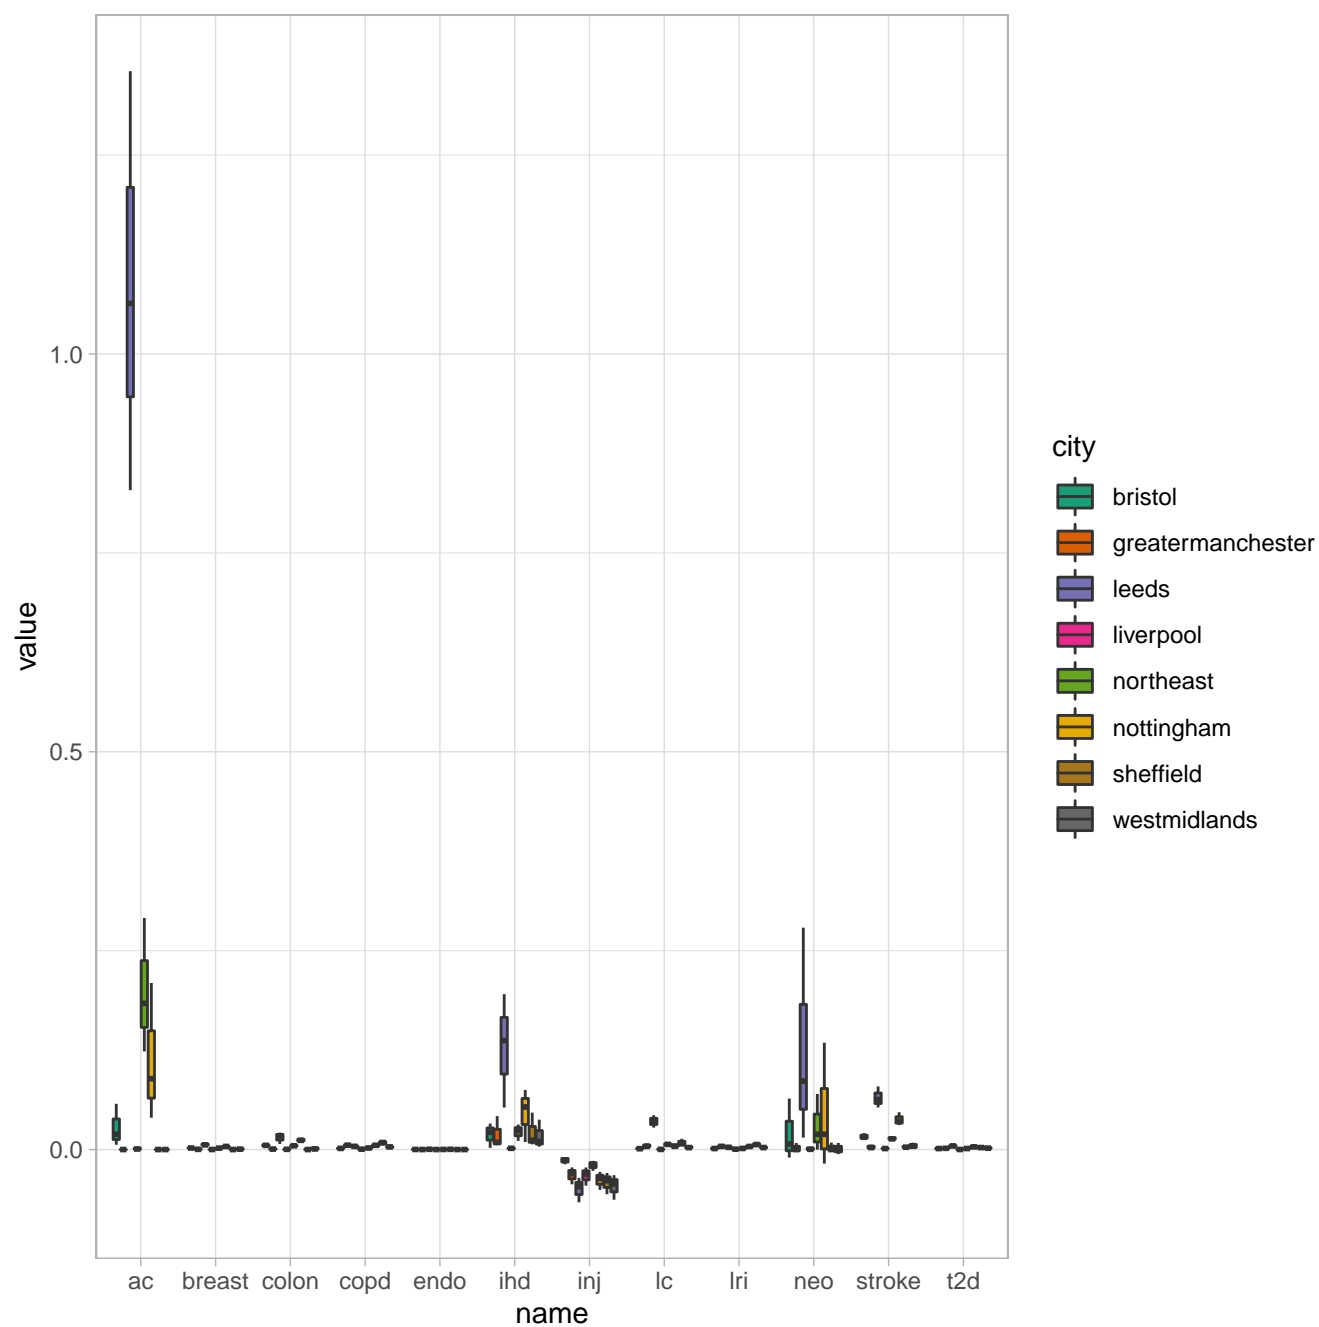 1.0
0.5
0.0
value
ac breast colon copd endo ihd inj lc lri neo stroke t2d
name
city
bristol
greatermanchester
leeds
liverpool
northeast
nottingham
sheffield
westmidlands